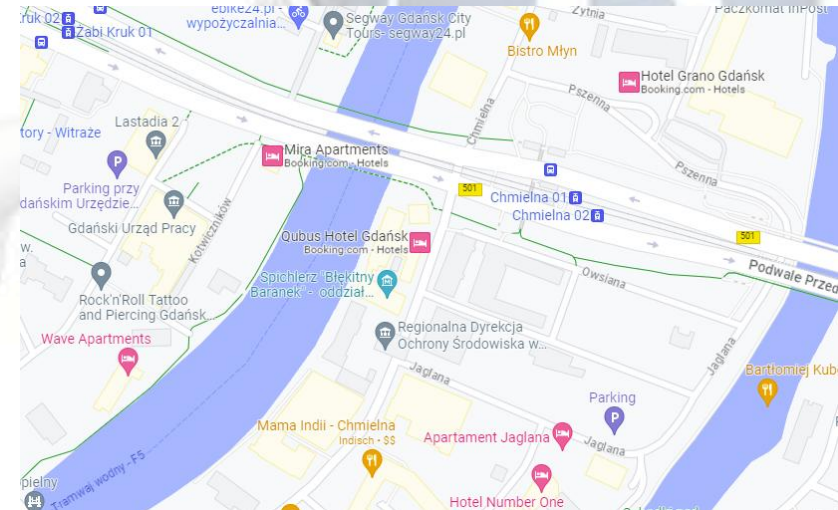 ebike24.pl -
wypożyczalnia...
Segway Gdańsk City
Tours- segway24.pl
Żytnia
Paczkomat InPost
ruk 02
Żabi Kruk 01
Bistro Młyn
Hotel Grano Gdańsk
Booking.com - Hotels
Pszenna
Chmielna
Lastadia 2
tory - Witraże
Mira Apartments
Booking.com - Hotels
Pszenna
Parking przy
dańskim Urzędzie...
501
Chmielna 01
Chmielna 02
Kotwiczników
Gdański Urząd Pracy
Qubus Hotel Gdańsk
Booking.com - Hotels
501
w.
a
Podwale Przed
Owsiana
Spichlerz "Błękitny
Baranek" - oddział...
Rock'n'Roll Tattoo
and Piercing Gdańsk...
Regionalna Dyrekcja
Ochrony Środowiska w...
Wave Apartments
Jaglana
Jaglana
Bartłomiej Kub
Parking
Mama Indii - Chmielna
Indisch - $$
Apartament Jaglana
Jaglana
Tramwaj wodny - F5
pielny
Hotel Number One